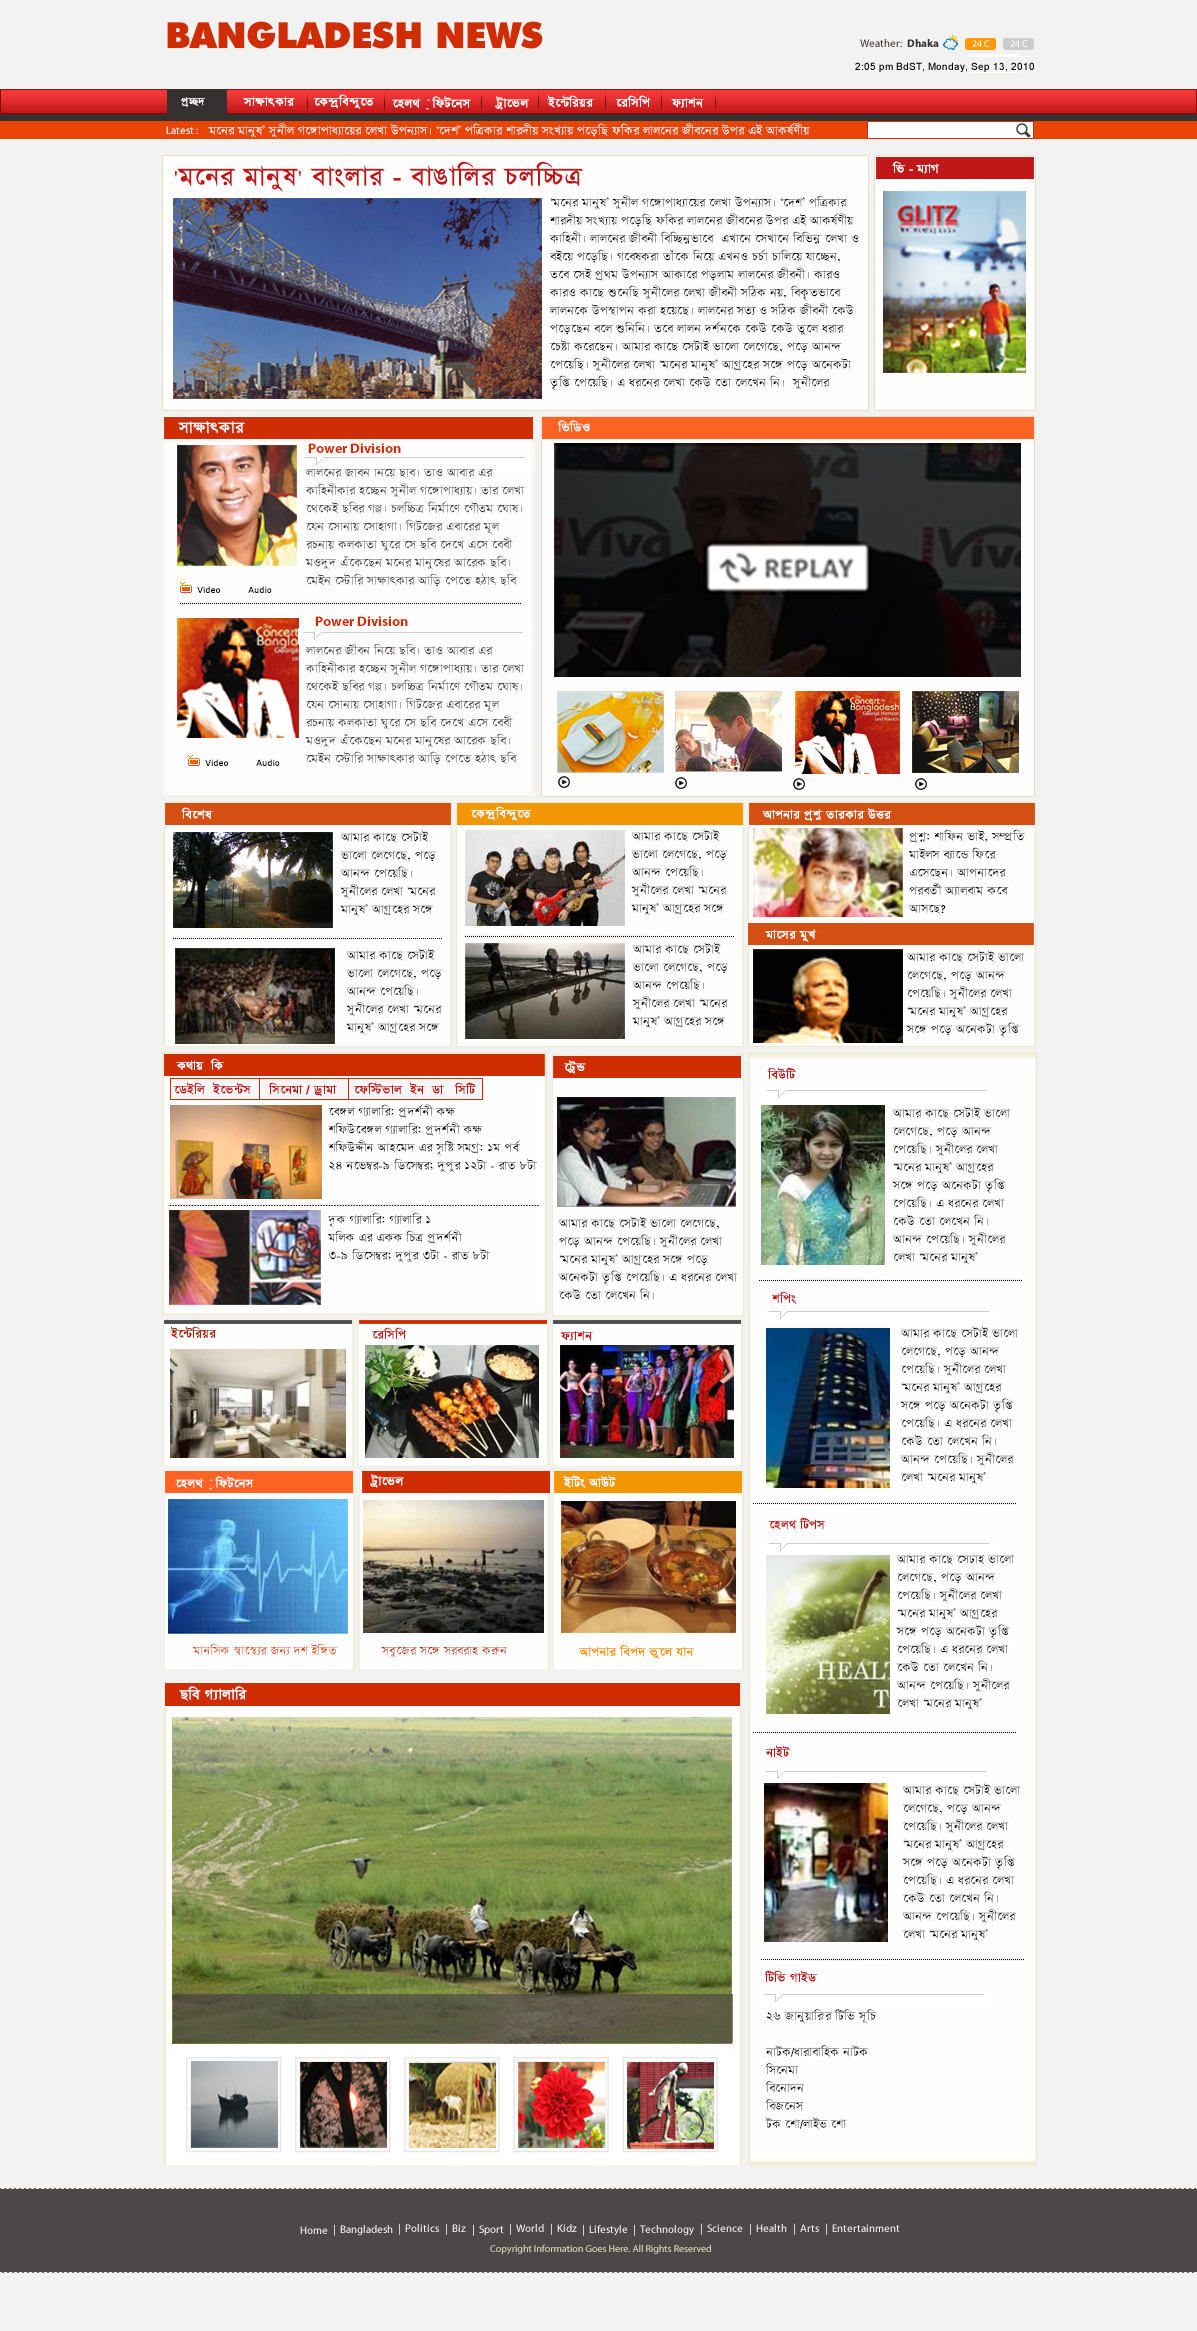 BANGLADESH NEWS
Weather: Dhaka 24 C 24 C
2:05 pm BdST, Monday, Sep 13, 2010
প্রচ্ছদ সাক্ষাৎকার কেন্দ্রবিন্দুতে হেলথ ফিটনেস ট্রাভেল ইন্টেরিয়র রেসিপি ফ্যাশন
Latest : মনের মানুষ' সুনীল গঙ্গোপাধ্যায়ের লেখা উপন্যাস। 'দেশ' পত্রিকার শারদীয় সংখ্যায় পড়েছি ফকির লালনের জীবনের উপর এই আকর্ষণীয়
'মনের মানুষ' বাংলার - বাঙালির চলচ্চিত্র
'মনের মানুষ' সুনীল গঙ্গোপাধ্যায়ের লেখা উপন্যাস। 'দেশ' পত্রিকার
শারদীয় সংখ্যায় পড়েছি ফকির লালনের জীবনের উপর এই আকর্ষণীয়
কাহিনী। লালনের জীবনী বিচ্ছিন্নভাবে এখানে সেখানে বিভিন্ন লেখা ও
বইয়ে পড়েছি। গবেষকরা তাঁকে নিয়ে এখনও চর্চা চালিয়ে যাচ্ছেন,
তবে সেই প্রথম উপন্যাস আকারে পড়লাম লালনের জীবনী। কারও
কারও কাছে শুনেছি সুনীলের লেখা জীবনী সঠিক নয়, বিকৃতভাবে
লালনকে উপস্থাপন করা হয়েছে। লালনের সত্য ও সঠিক জীবনী কেউ
পড়েছেন বলে শুনিনি। তবে লালন দর্শনকে কেউ কেউ তুলে ধরার
চেষ্টা করেছেন। আমার কাছে সেটাই ভালো লেগেছে, পড়ে আনন্দ
পেয়েছি। সুনীলের লেখা 'মনের মানুষ' আগ্রহের সঙ্গে পড়ে অনেকটা
তৃপ্তি পেয়েছি। এ ধরনের লেখা কেউ তো লেখেন নি। সুনীলের
ভি - ম্যাগ
GLITZ
সাক্ষাৎকার
Power Division
লালনের জীবন নিয়ে ছবি। তাও আবার এর
কাহিনীকার হচ্ছেন সুনীল গঙ্গোপাধ্যায়। তার লেখা
থেকেই ছবির গল্প। চলচ্চিত্র নির্মাণে গৌতম ঘোষ।
যেন সোনায় সোহাগা। গিটজের এবারের মূল
রচনায় কলকাতা ঘুরে সে ছবি দেখে এসে বেবী
মওদুদ এঁকেছেন মনের মানুষের আরেক ছবি।
মেইন স্টোরি সাক্ষাৎকার আড়ি পেতে হঠাৎ ছবি
Video Audio
Power Division
লালনের জীবন নিয়ে ছবি। তাও আবার এর
কাহিনীকার হচ্ছেন সুনীল গঙ্গোপাধ্যায়। তার লেখা
থেকেই ছবির গল্প। চলচ্চিত্র নির্মাণে গৌতম ঘোষ।
যেন সোনায় সোহাগা। গিটজের এবারের মূল
রচনায় কলকাতা ঘুরে সে ছবি দেখে এসে বেবী
মওদুদ এঁকেছেন মনের মানুষের আরেক ছবি।
মেইন স্টোরি সাক্ষাৎকার আড়ি পেতে হঠাৎ ছবি
The Concert Bangla
Video Audio
ভিডিও
Viva
REPLAY
The Concert Bangladesh
George Harrison and Friends
বিশেষ
আমার কাছে সেটাই
ভালো লেগেছে, পড়ে
আনন্দ পেয়েছি।
সুনীলের লেখা 'মনের
মানুষ' আগ্রহের সঙ্গে
আমার কাছে সেটাই
ভালো লেগেছে, পড়ে
আনন্দ পেয়েছি।
সুনীলের লেখা 'মনের
মানুষ' আগ্রহের সঙ্গে
কেন্দ্রবিন্দুতে
আমার কাছে সেটাই
ভালো লেগেছে, পড়ে
আনন্দ পেয়েছি।
সুনীলের লেখা 'মনের
মানুষ' আগ্রহের সঙ্গে
আমার কাছে সেটাই
ভালো লেগেছে, পড়ে
আনন্দ পেয়েছি।
সুনীলের লেখা 'মনের
মানুষ' আগ্রহের সঙ্গে
আপনার প্রশ্ন তারকার উত্তর
প্রশ্ন: শাফিন ভাই, সম্প্রতি
মাইলস ব্যান্ডে ফিরে
এসেছেন। আপনাদের
পরবর্তী অ্যালবাম কবে
আসছে?
মাসের মুখ
আমার কাছে সেটাই ভালো
লেগেছে, পড়ে আনন্দ
পেয়েছি। সুনীলের লেখা
'মনের মানুষ' আগ্রহের
সঙ্গে পড়ে অনেকটা তৃপ্তি
কথায় কি
ডেইলি ইভেন্টস সিনেমা / ড্রামা ফেস্টিভাল ইন ডা সিটি
বেঙ্গল গ্যালারি: প্রদর্শনী কক্ষ
শফিউবেঙ্গল গ্যালারি: প্রদর্শনী কক্ষ
শফিউদ্দীন আহমেদ এর সৃষ্টি সমগ্র: ১ম পর্ব
২৪ নভেম্বর-৯ ডিসেম্বর; দুপুর ১২টা - রাত ৮টা
দৃক গ্যালারি: গ্যালারি ১
মলিক এর একক চিত্র প্রদর্শনী
৩-৯ ডিসেম্বর; দুপুর ৩টা - রাত ৮টা
ট্রেন্ড
আমার কাছে সেটাই ভালো লেগেছে,
পড়ে আনন্দ পেয়েছি। সুনীলের লেখা
'মনের মানুষ' আগ্রহের সঙ্গে পড়ে
অনেকটা তৃপ্তি পেয়েছি। এ ধরনের লেখা
কেউ তো লেখেন নি।
ইন্টেরিয়র
রেসিপি
ফ্যাশন
হেলথ ফিটনেস
মানসিক স্বাস্থ্যের জন্য দশ ইঙ্গিত
ট্রাভেল
সবুজের সঙ্গে সরবরাহ করুন
ইটিং আউট
আপনার বিপদ ভুলে যান
ছবি গ্যালারি
বিউটি
আমার কাছে সেটাই ভালো
লেগেছে, পড়ে আনন্দ
পেয়েছি। সুনীলের লেখা
'মনের মানুষ' আগ্রহের
সঙ্গে পড়ে অনেকটা তৃপ্তি
পেয়েছি। এ ধরনের লেখা
কেউ তো লেখেন নি।
আনন্দ পেয়েছি। সুনীলের
লেখা 'মনের মানুষ'
শপিং
আমার কাছে সেটাই ভালো
লেগেছে, পড়ে আনন্দ
পেয়েছি। সুনীলের লেখা
'মনের মানুষ' আগ্রহের
সঙ্গে পড়ে অনেকটা তৃপ্তি
পেয়েছি। এ ধরনের লেখা
কেউ তো লেখেন নি।
আনন্দ পেয়েছি। সুনীলের
লেখা 'মনের মানুষ'
হেলথ টিপস
আমার কাছে সেটাই ভালো
লেগেছে, পড়ে আনন্দ
পেয়েছি। সুনীলের লেখা
'মনের মানুষ' আগ্রহের
সঙ্গে পড়ে অনেকটা তৃপ্তি
পেয়েছি। এ ধরনের লেখা
কেউ তো লেখেন নি।
আনন্দ পেয়েছি। সুনীলের
লেখা 'মনের মানুষ'
HEALT
T
নাইট
আমার কাছে সেটাই ভালো
লেগেছে, পড়ে আনন্দ
পেয়েছি। সুনীলের লেখা
'মনের মানুষ' আগ্রহের
সঙ্গে পড়ে অনেকটা তৃপ্তি
পেয়েছি। এ ধরনের লেখা
কেউ তো লেখেন নি।
আনন্দ পেয়েছি। সুনীলের
লেখা 'মনের মানুষ'
টিভি গাইড
২৬ জানুয়ারির টিভি সূচি
নাটক/ধারাবাহিক নাটক
সিনেমা
বিনোদন
বিজনেস
টক শো/লাইভ শো
Home | Bangladesh | Politics | Biz | Sport | World | Kidz | Lifestyle | Technology | Science | Health | Arts | Entertainment
Copyright Information Goes Here. All Rights Reserved